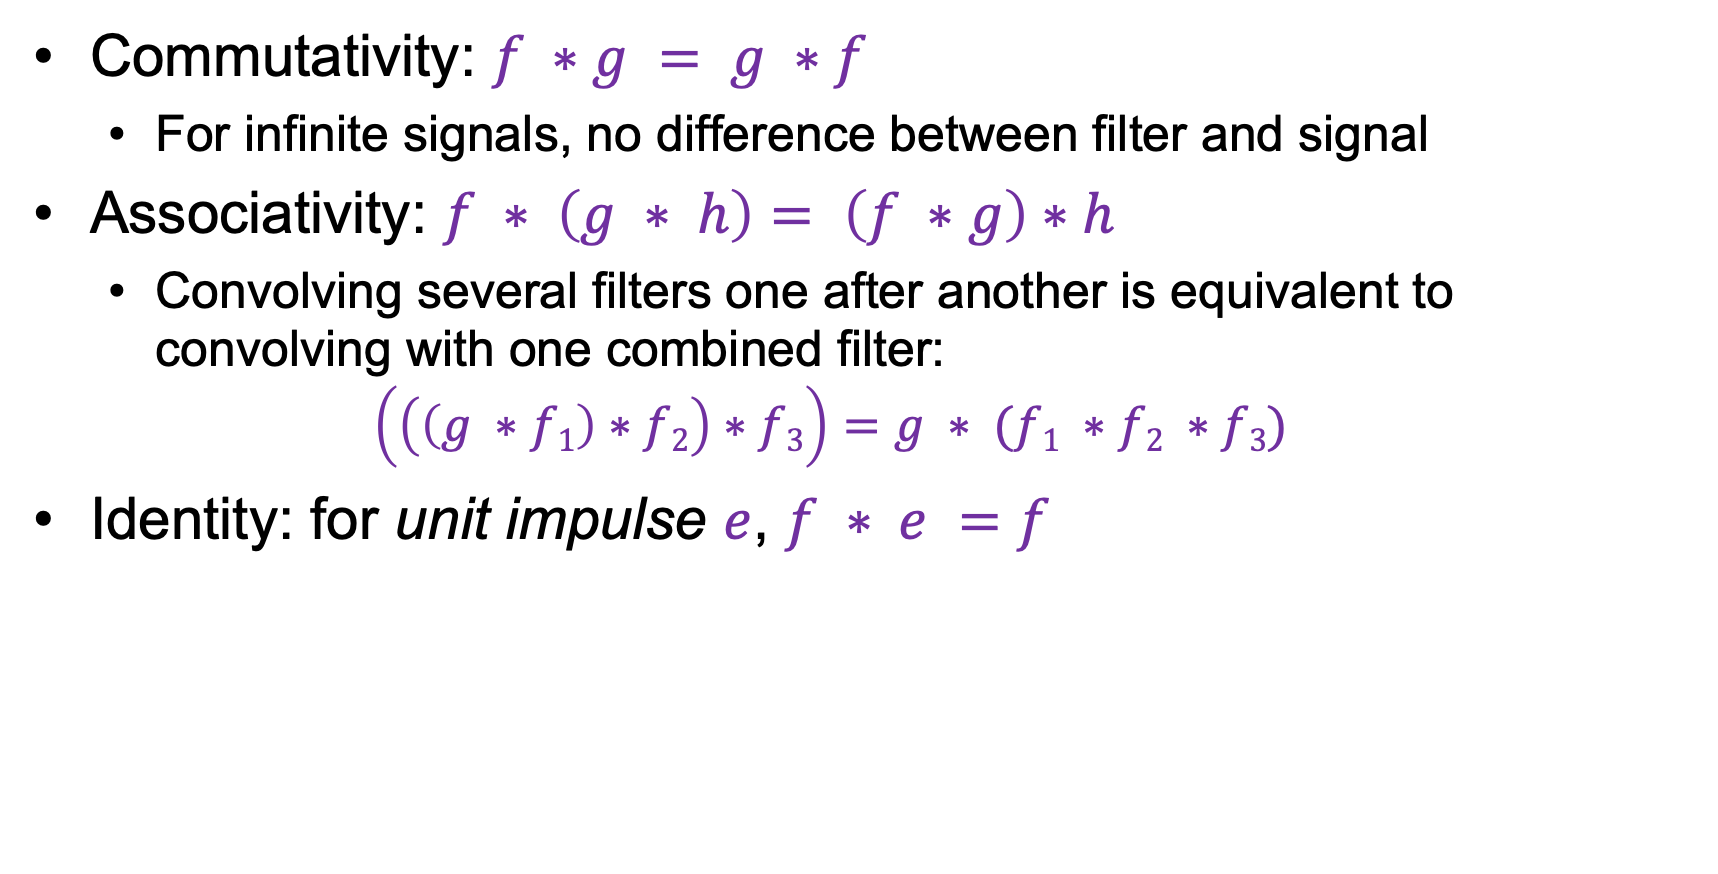 • Commutativity: f ∗ g = g ∗ f
• For infinite signals, no difference between filter and signal
• Associativity: f ∗ (g ∗ h) = (f ∗ g) ∗ h
• Convolving several filters one after another is equivalent to
convolving with one combined filter:
(((g ∗ f₁) ∗ f₂) ∗ f₃) = g ∗ (f₁ ∗ f₂ ∗ f₃)
• Identity: for unit impulse e, f ∗ e = f